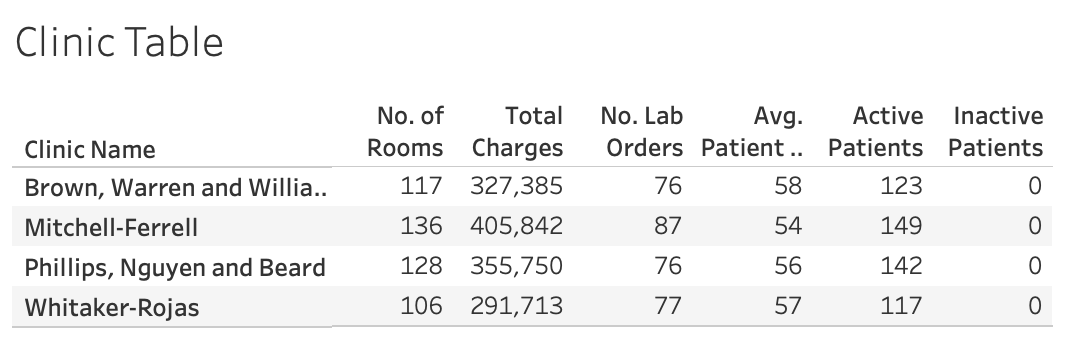 Clinic Table
No. of Total No. Lab Avg. Active Inactive
Clinic Name Rooms Charges Orders Patient .. Patients Patients
Brown, Warren and Willia.. 117 327,385 76 58 123 0
Mitchell-Ferrell 136 405,842 87 54 149 0
Phillips, Nguyen and Beard 128 355,750 76 56 142 0
Whitaker-Rojas 106 291,713 77 57 117 0